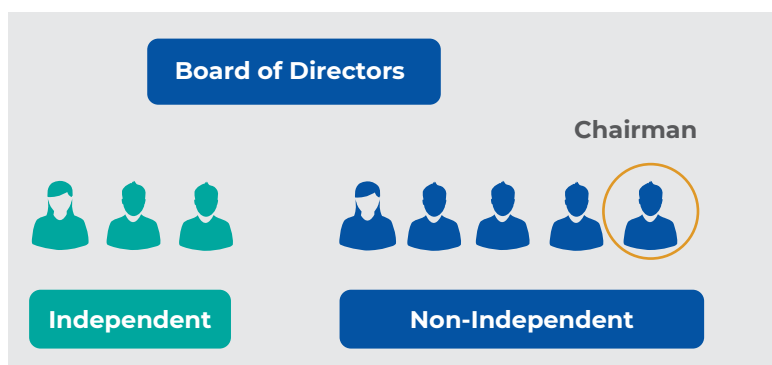 Board of Directors
Chairman
Independent
Non-Independent